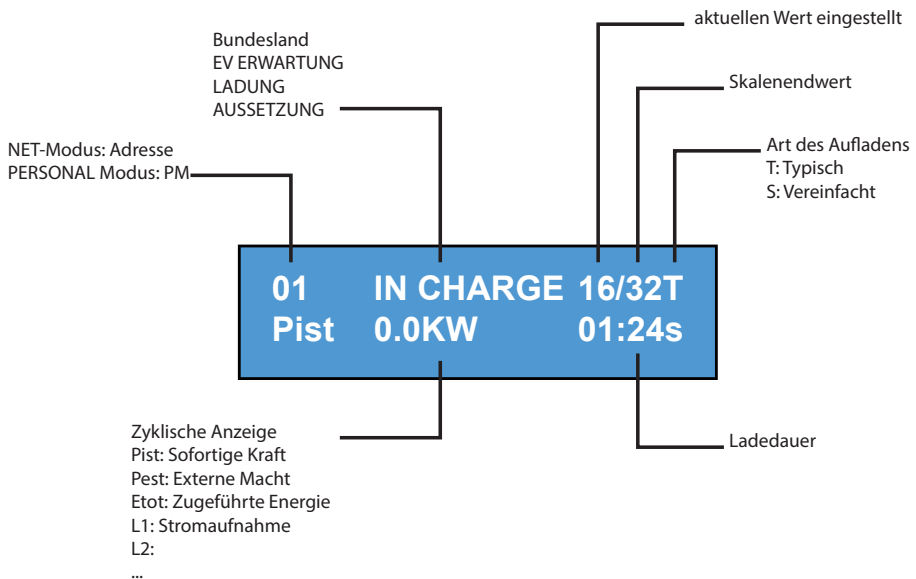 aktuellen Wert eingestellt
Bundesland
EV ERWARTUNG
LADUNG
AUSSETZUNG
Skalenendwert
NET-Modus: Adresse
PERSONAL Modus: PM
Art des Aufladens
T: Typisch
S: Vereinfacht
01 IN CHARGE 16/32T
Pist 0.0KW 01:24s
Zyklische Anzeige
Pist: Sofortige Kraft
Pest: Externe Macht
Etot: Zugeführte Energie
L1: Stromaufnahme
L2:
...
Ladedauer